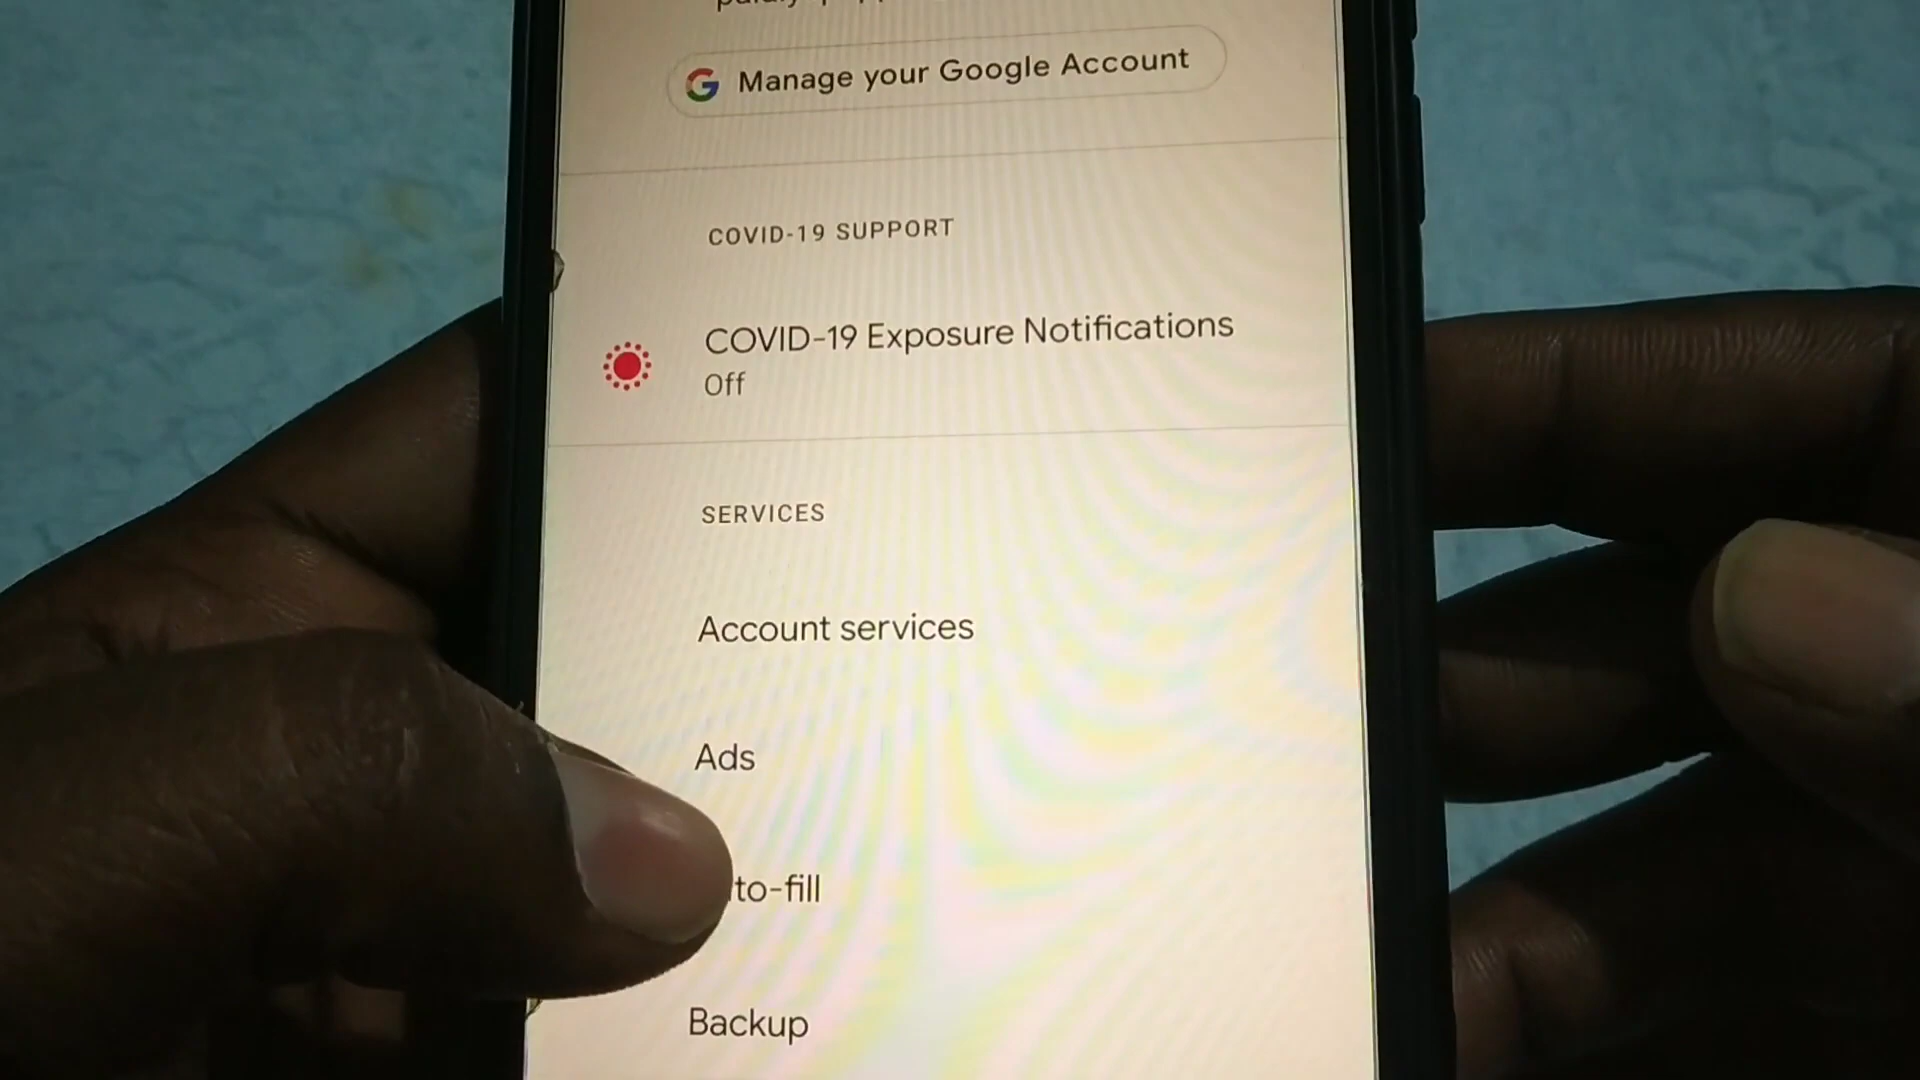 Manage your Google Account
COVID-19 SUPPORT
COVID-19 Exposure Notifications
Off
SERVICES
Account services
Ads
to-fill
Backup